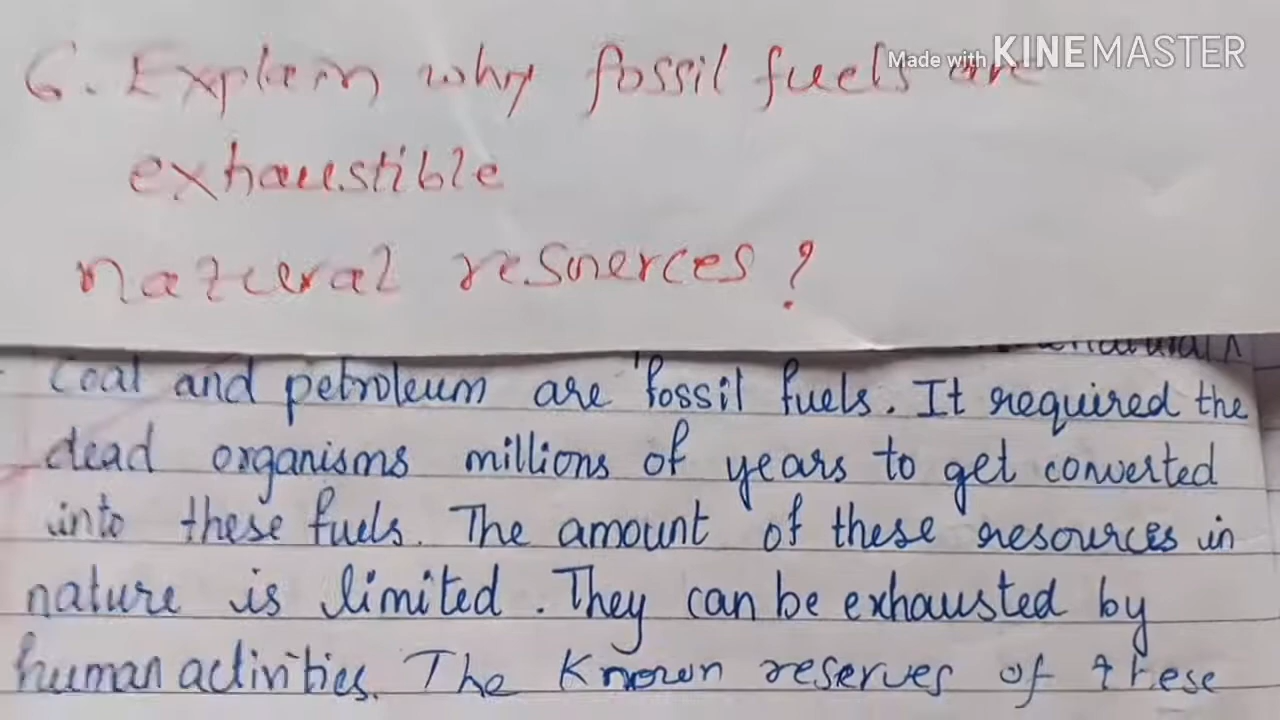 Made with KINEMASTER
6. Explain why fossil fuels are
exhaustible
natural resources?
Coal and petroleum are fossil fuels. It required the
dead organisms millions of years to get converted
into these fuels. The amount of these resources in
nature is limited. They can be exhausted by
human activities. The Known reserves of these